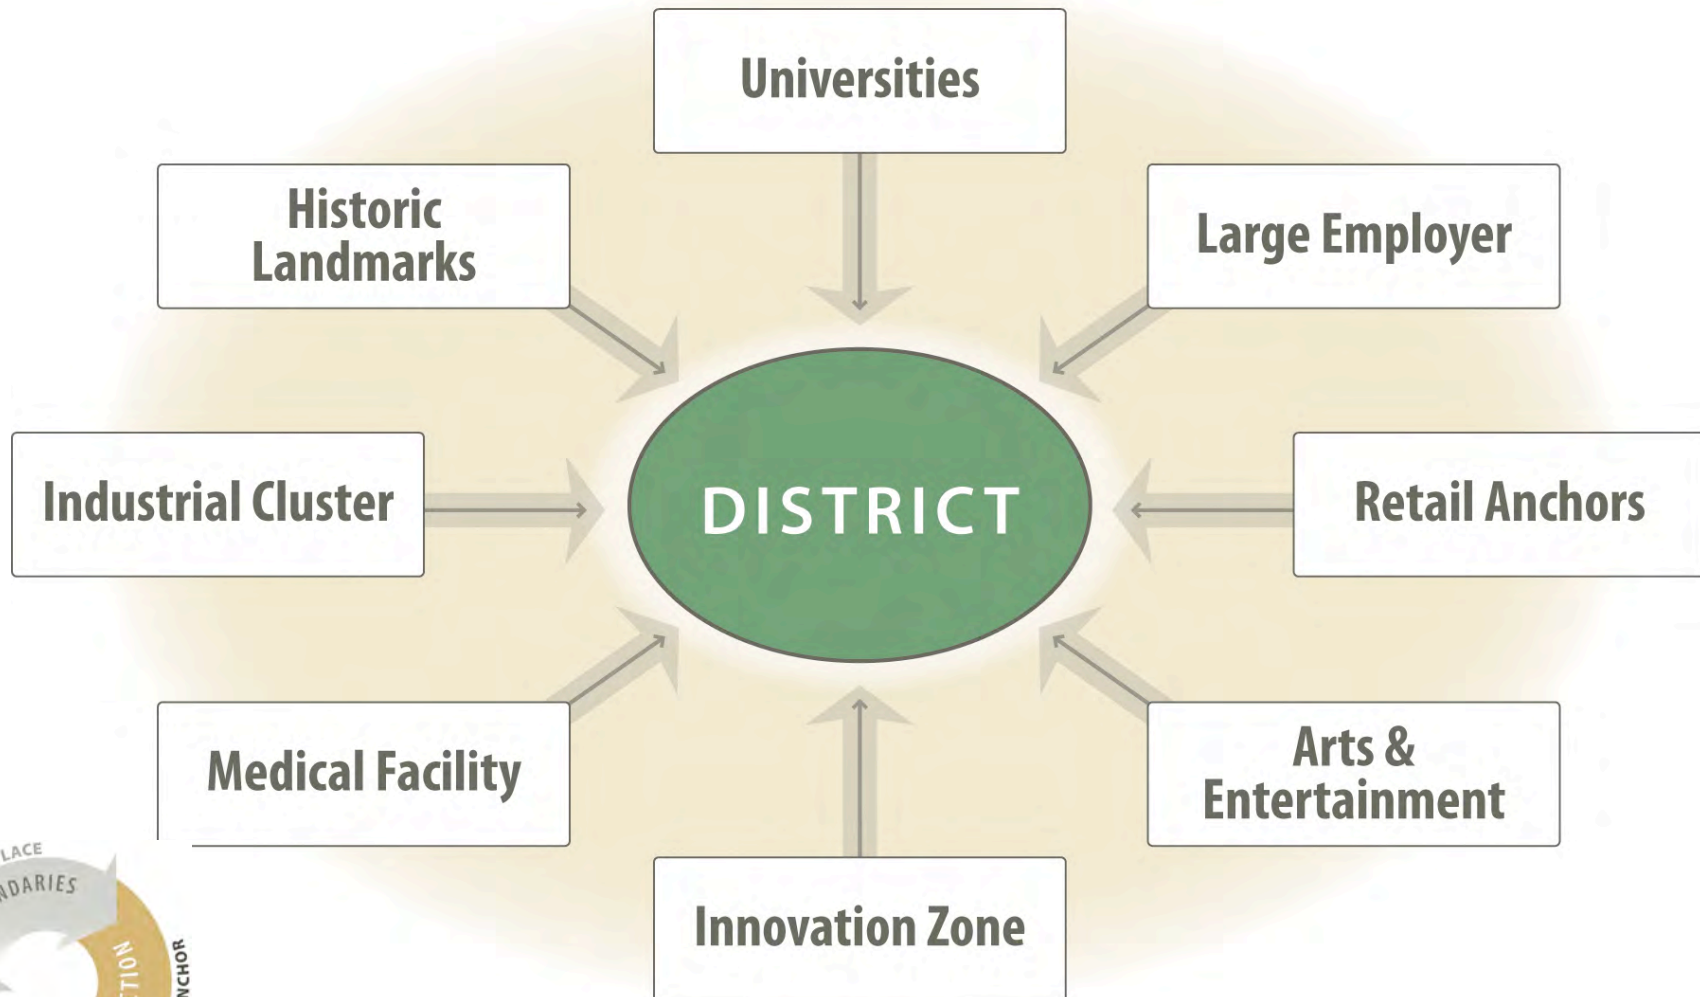 Universities
Historic
Landmarks
Large Employer
Industrial Cluster
DISTRICT
Retail Anchors
Medical Facility
Arts &
Entertainment
Innovation Zone